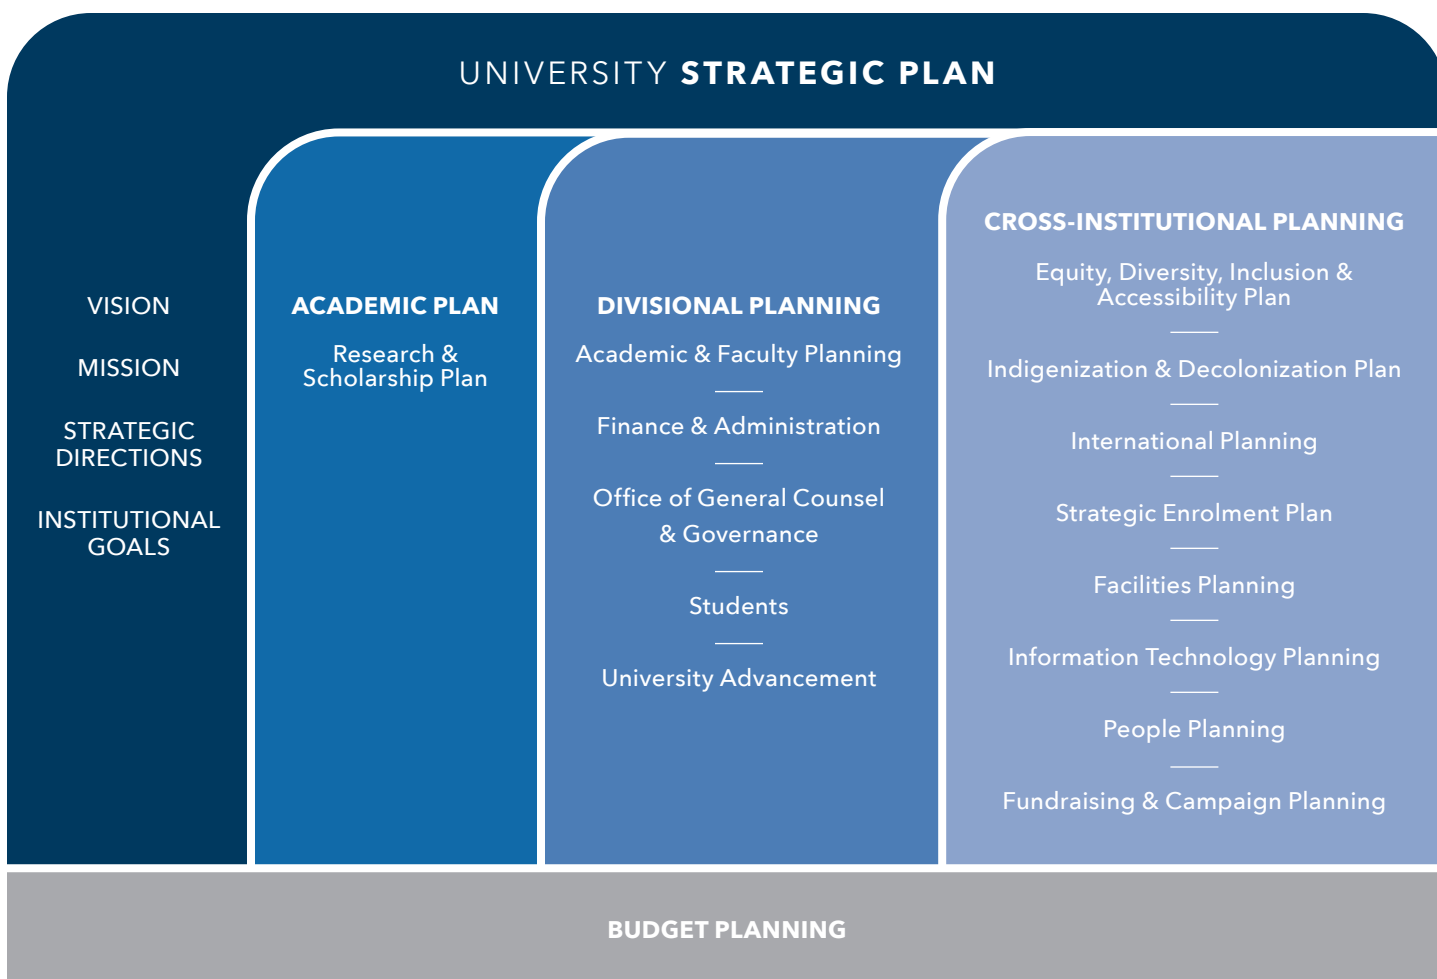 UNIVERSITY STRATEGIC PLAN
VISION
MISSION
STRATEGIC
DIRECTIONS
INSTITUTIONAL
GOALS
ACADEMIC PLAN
Research &
Scholarship Plan
DIVISIONAL PLANNING
Academic & Faculty Planning
Finance & Administration
Office of General Counsel
& Governance
Students
University Advancement
CROSS-INSTITUTIONAL PLANNING
Equity, Diversity, Inclusion &
Accessibility Plan
Indigenization & Decolonization Plan
International Planning
Strategic Enrolment Plan
Facilities Planning
Information Technology Planning
People Planning
Fundraising & Campaign Planning
BUDGET PLANNING